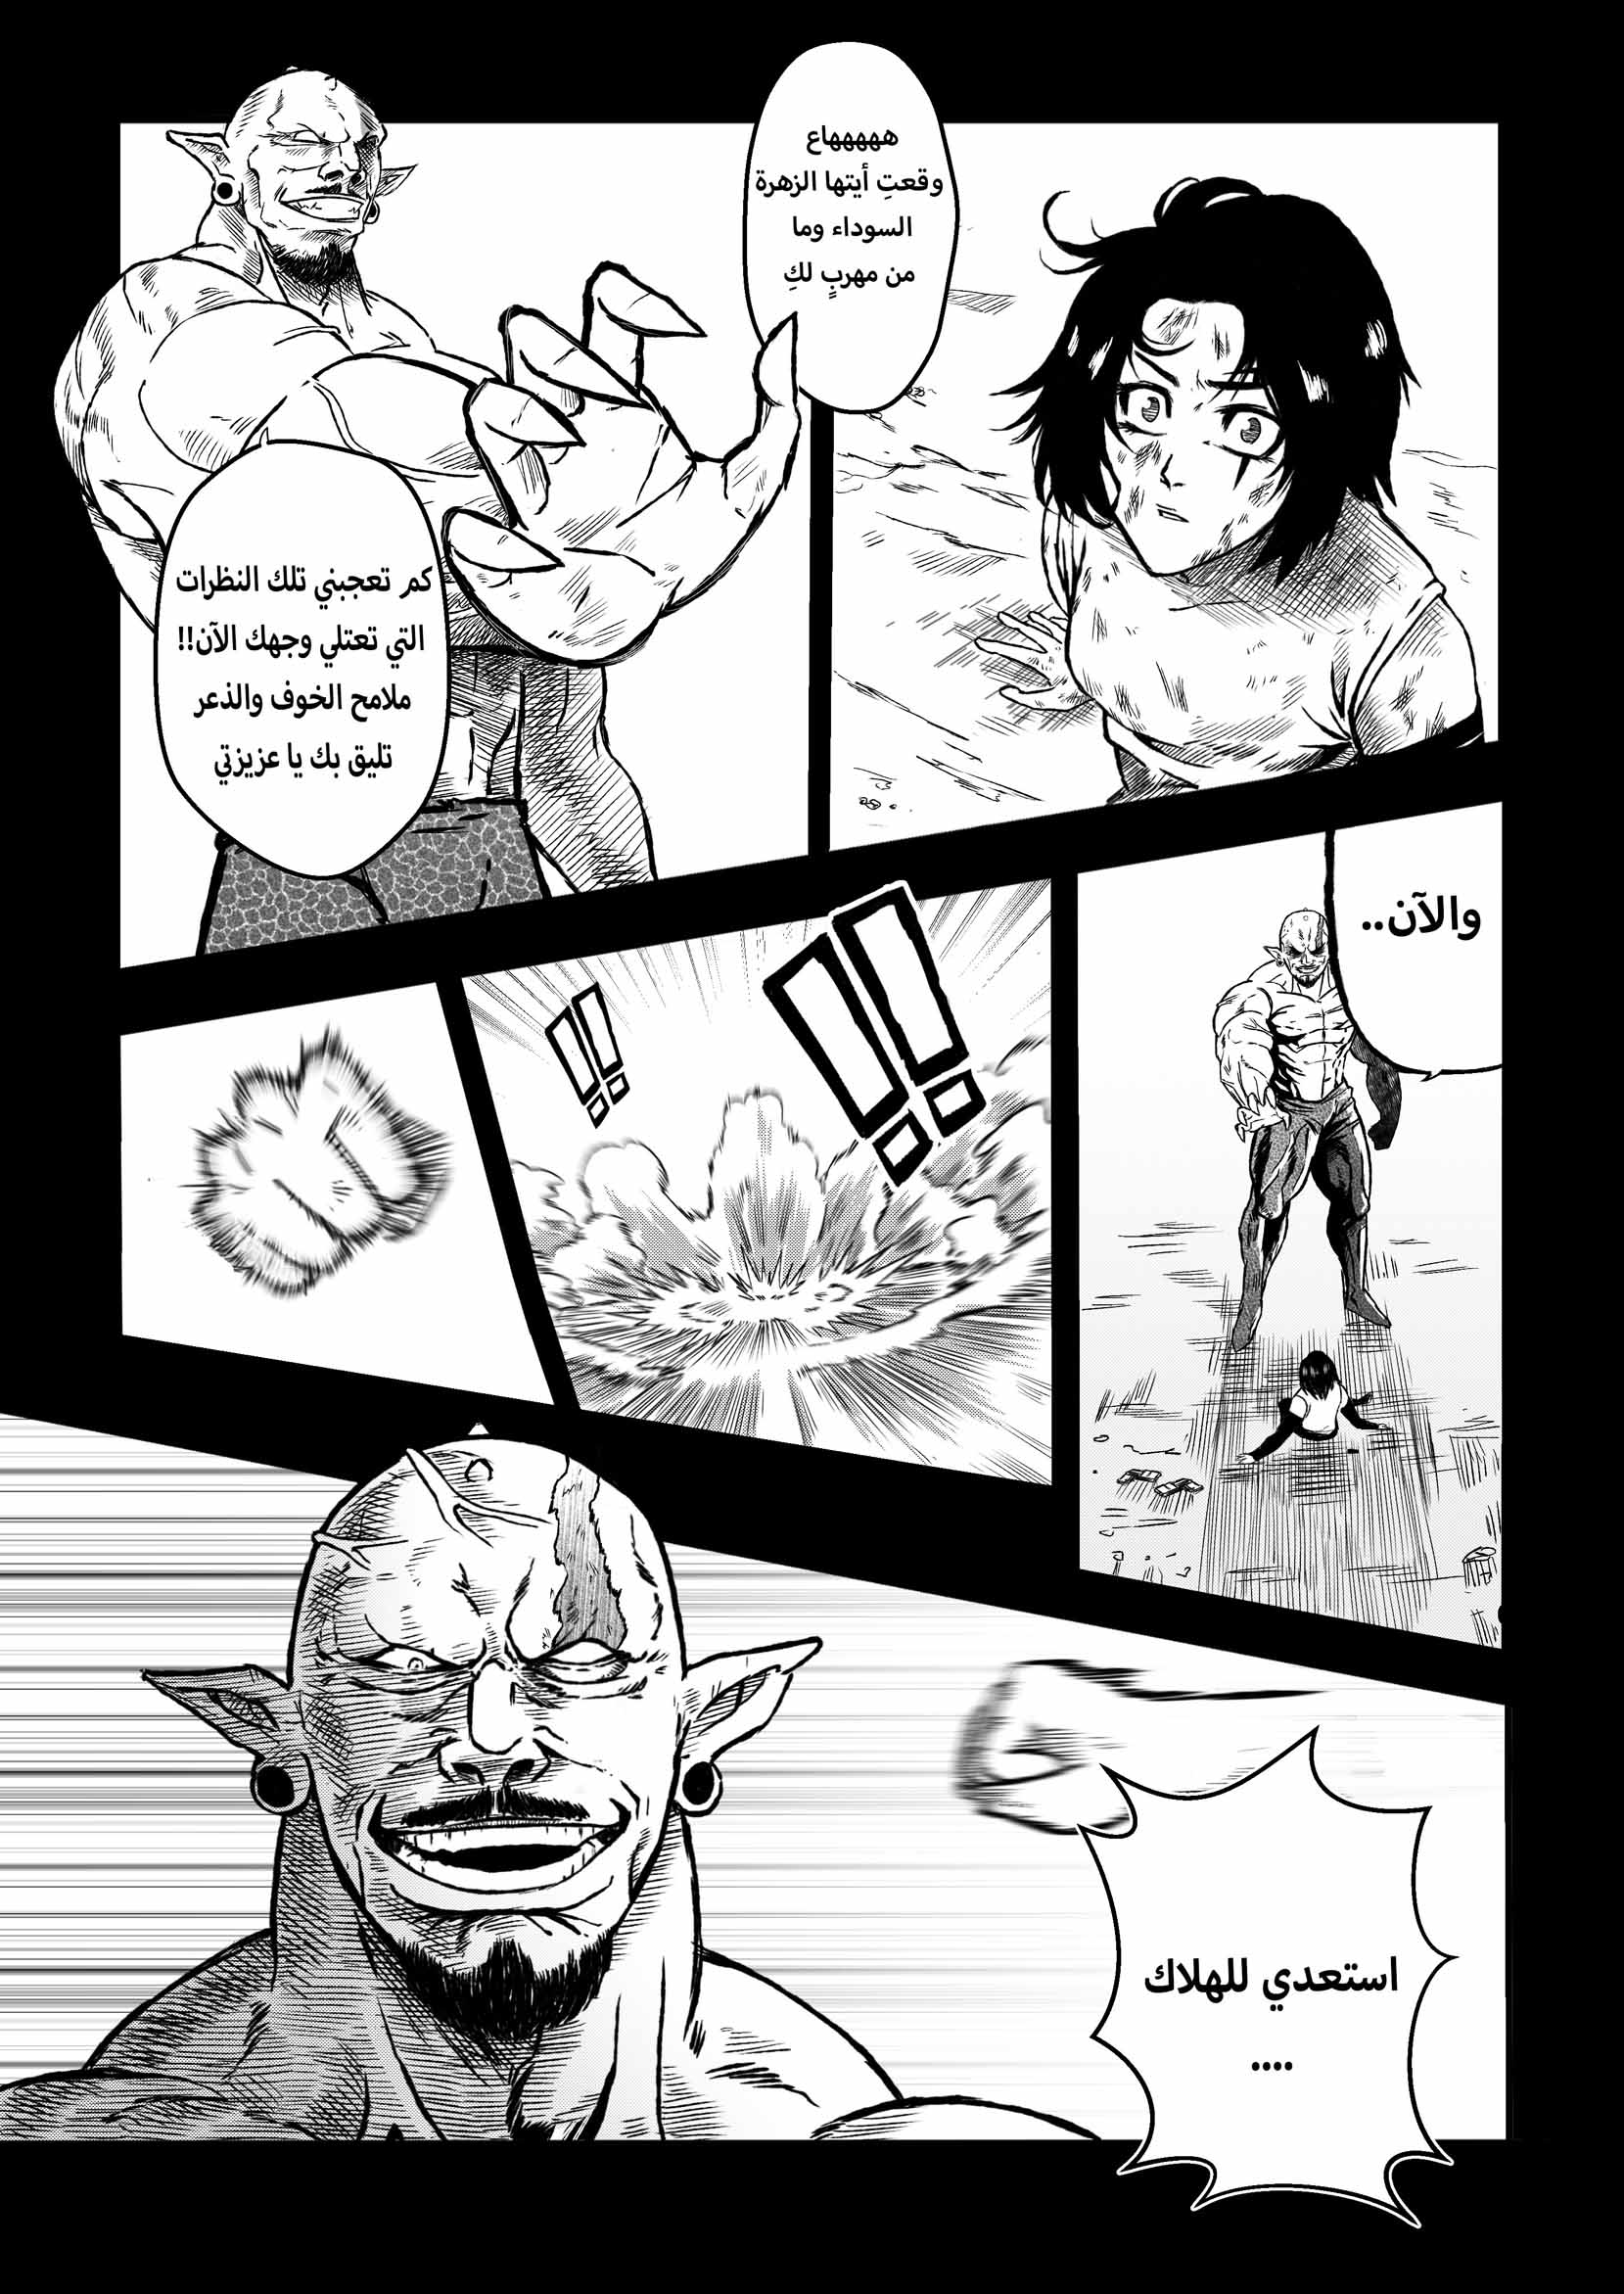 هههههاع
وقعتِ أيتها الزهرة
السوداء وما
من مهربٍ لكِ
كم تعجبني تلك النظرات
التي تعتلي وجهك الآن!!
ملامح الخوف والذعر
تليق بك يا عزيزتي
والآن..
!!
!!
استعدي للهلاك
....